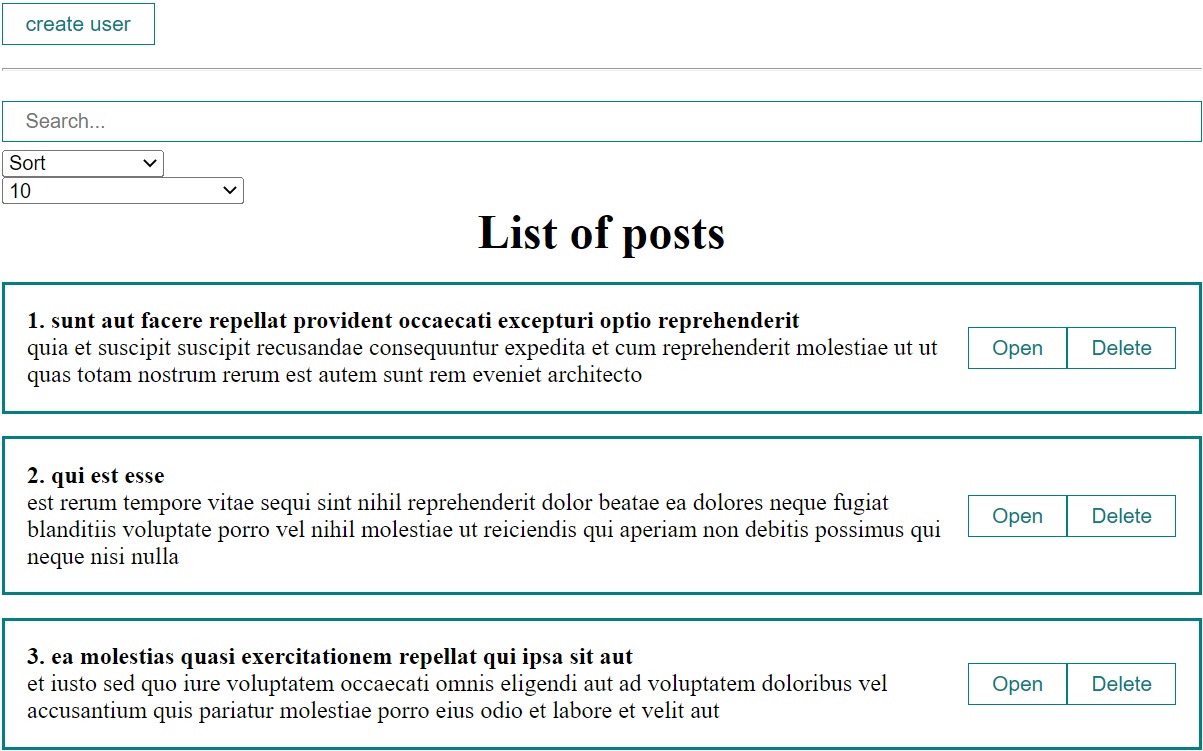 create user
Search...
Sort
10
List of posts
1. sunt aut facere repellat provident occaecati excepturi optio reprehenderit
quia et suscipit suscipit recusandae consequuntur expedita et cum reprehenderit molestiae ut ut
quas totam nostrum rerum est autem sunt rem eveniet architecto
Open
Delete
2. qui est esse
est rerum tempore vitae sequi sint nihil reprehenderit dolor beatae ea dolores neque fugiat
blanditiis voluptate porro vel nihil molestiae ut reiciendis qui aperiam non debitis possimus qui
neque nisi nulla
Open
Delete
3. ea molestias quasi exercitationem repellat qui ipsa sit aut
et iusto sed quo iure voluptatem occaecati omnis eligendi aut ad voluptatem doloribus vel
accusantium quis pariatur molestiae porro eius odio et labore et velit aut
Open
Delete